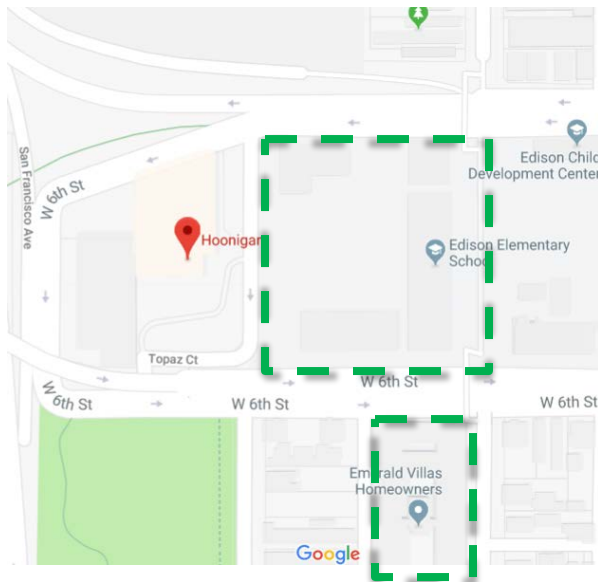 Edison Child
Development Center
San Francisco Ave
W 6th St
Hoonigan
Edison Elementary
School
Topaz Ct
W 6th St
W 6th St
W 6th St
W 6th St
Emerald Villas
Homeowners
Google